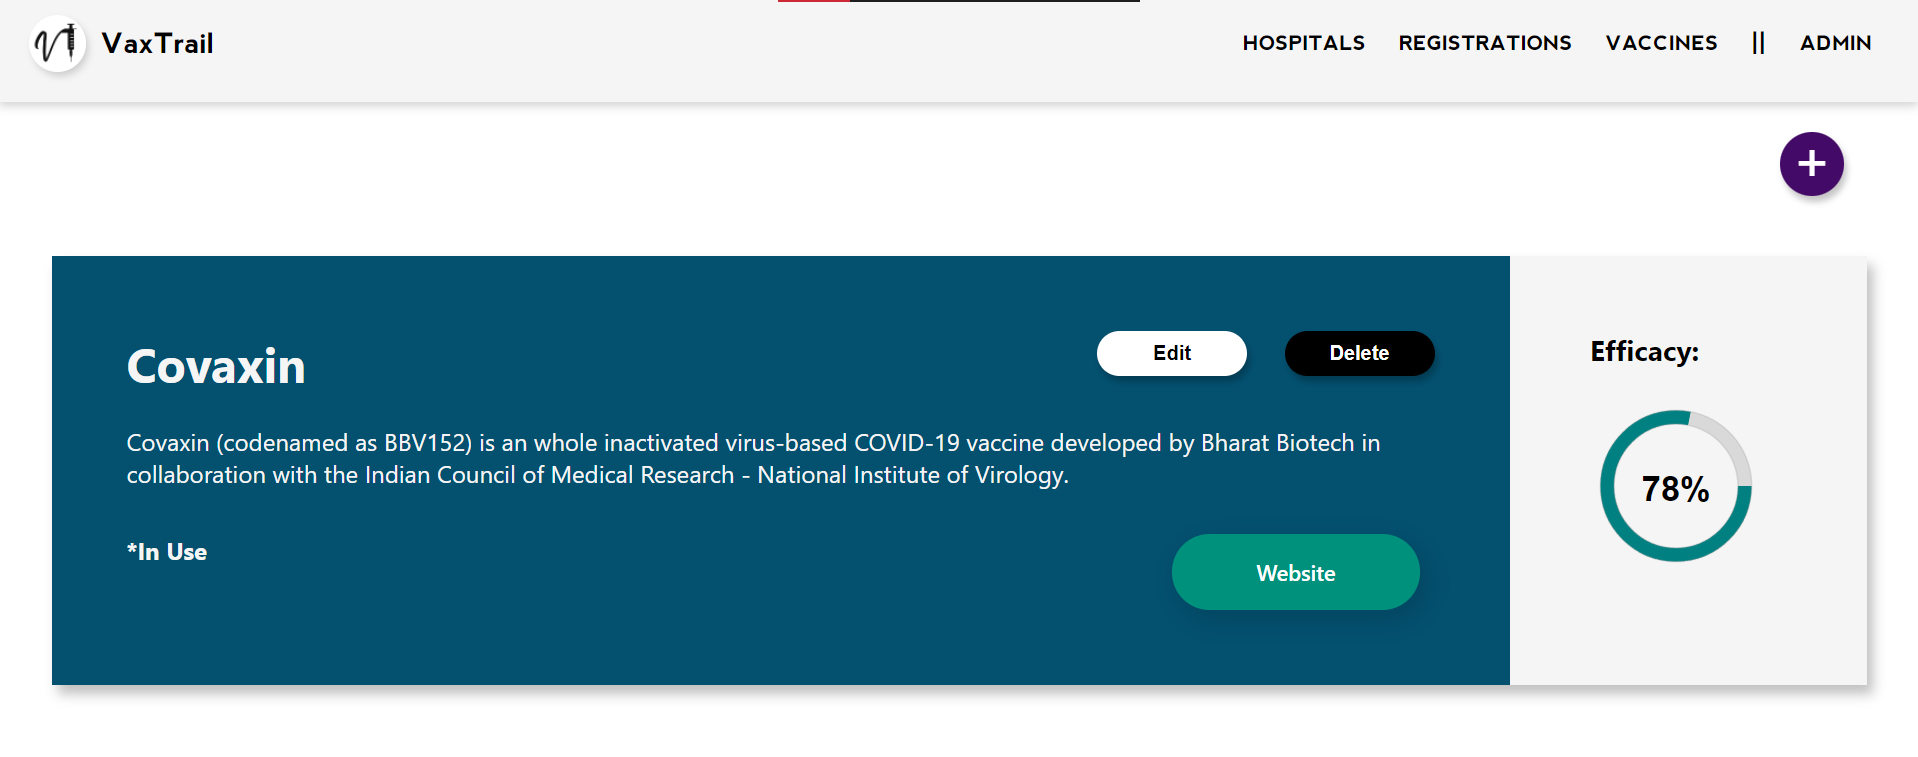 VaxTrail
HOSPITALS REGISTRATIONS VACCINES || ADMIN
+
Covaxin
Edit Delete
Covaxin (codenamed as BBV152) is an whole inactivated virus-based COVID-19 vaccine developed by Bharat Biotech in
collaboration with the Indian Council of Medical Research - National Institute of Virology.
*In Use
Website
Efficacy:
78%